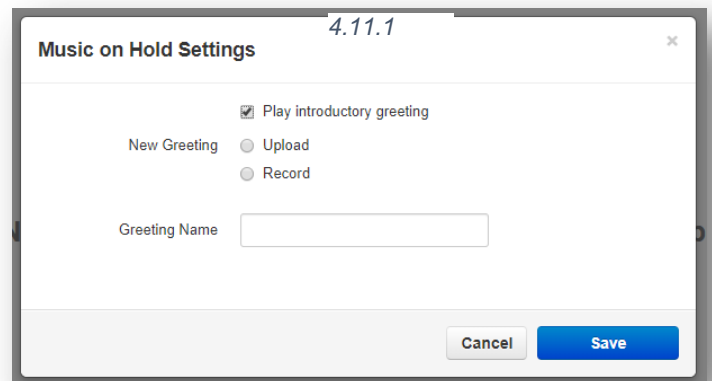 4.11.1
Music on Hold Settings ×
Play introductory greeting
New Greeting Upload
Record
Greeting Name
Cancel Save